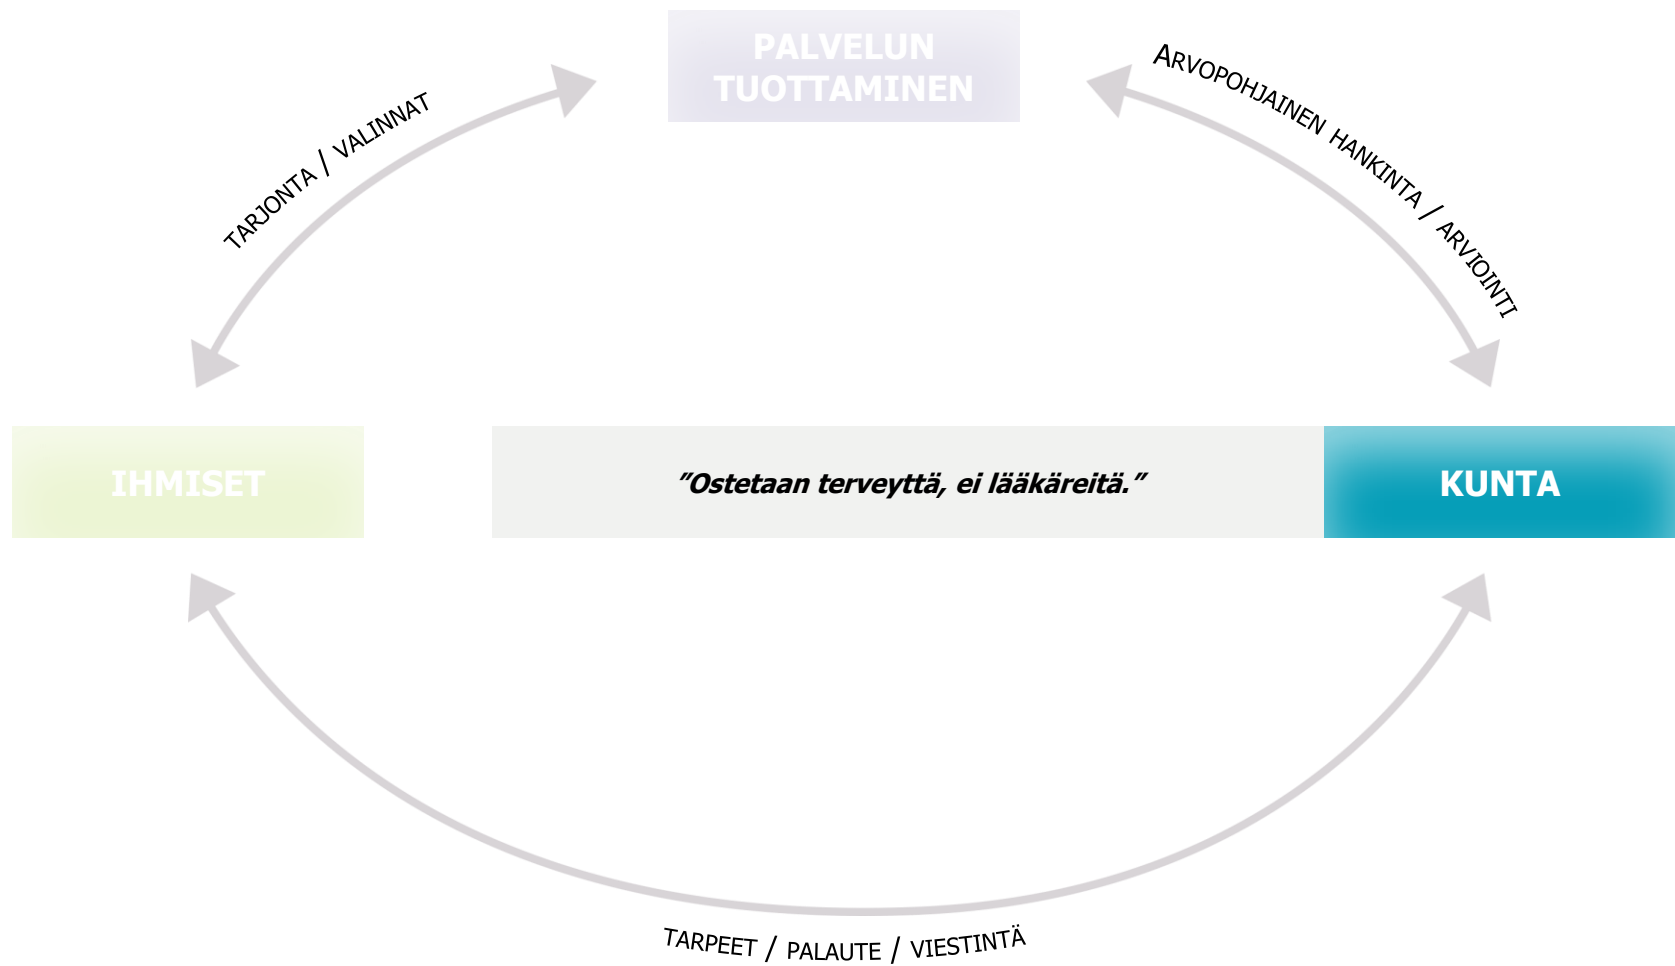 PALVELUN
TUOTTAMINEN
TARJONTA / VALINNAT
ARVOPOHJAINEN HANKINTA / ARVIOINTI
IHMISET
”Ostetaan terveyttä, ei lääkäreitä.”
KUNTA
TARPEET / PALAUTE / VIESTINTÄ